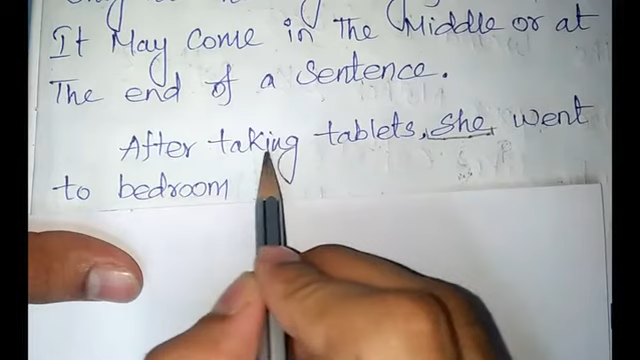 It May Come in The Middle or at
The end of a Sentence.
After taking tablets, she went
to bedroom